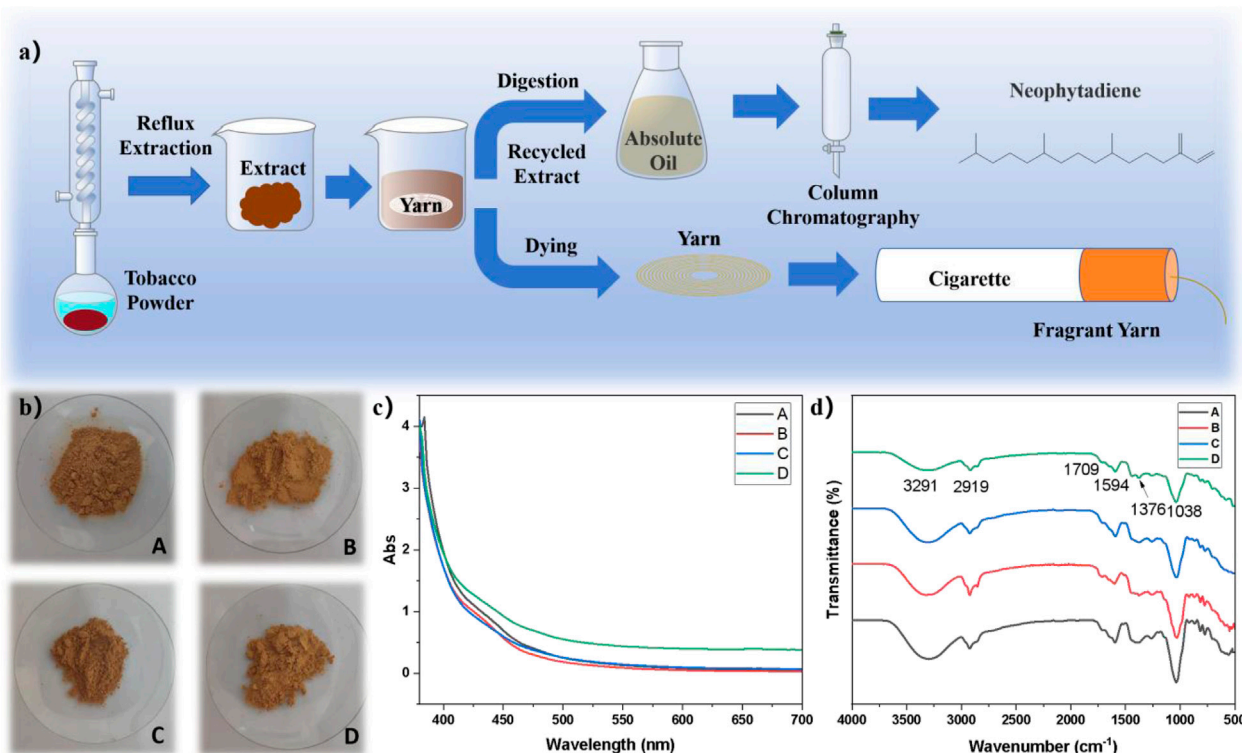 a)
Reflux
Extraction
Tobacco
Powder
Extract
Yarn
Digestion
Recycled
Extract
Dying
Absolute
Oil
Column
Chromatography
Neophytadiene
Yarn
Cigarette
Fragrant Yarn
b)
A
B
C
D
c)
A
B
C
D
4
3
2
1
0
Abs
400 450 500 550 600 650 700
Wavelength (nm)
d)
A
B
C
D
3291 2919 1709 1594 1376 1038
Transmittance (%)
4000 3500 3000 2500 2000 1500 1000 500
Wavenumber (cm⁻¹)